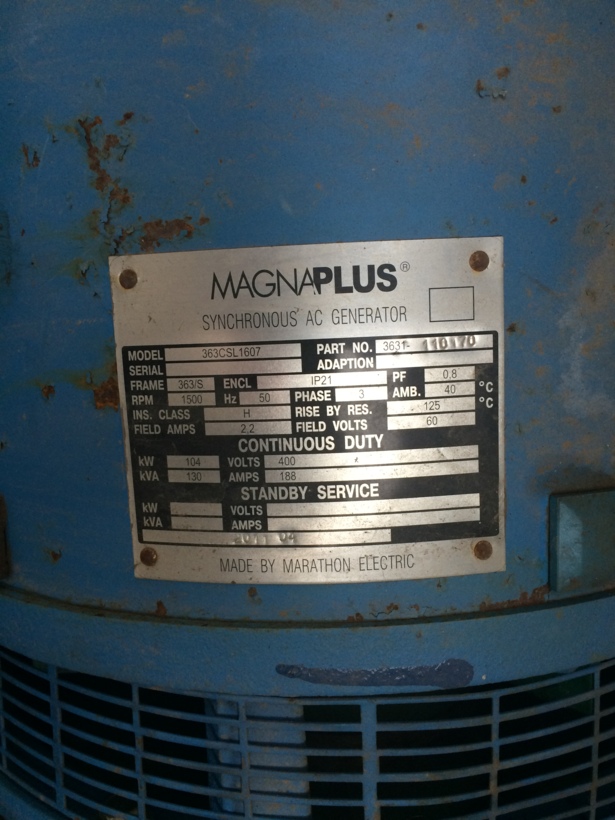 MAGNAPLUS®
SYNCHRONOUS AC GENERATOR
MODEL 363CSL1607 PART NO. 3631- 110170
SERIAL ADAPTION
FRAME 363/S ENCL IP21 PF 0.8
RPM 1500 Hz 50 PHASE 3 AMB. 40 °C
INS. CLASS H RISE BY RES. 125 °C
FIELD AMPS 2.2 FIELD VOLTS 60
CONTINUOUS DUTY
kW 104 VOLTS 400
kVA 130 AMPS 188
STANDBY SERVICE
kW VOLTS
kVA AMPS
MADE BY MARATHON ELECTRIC